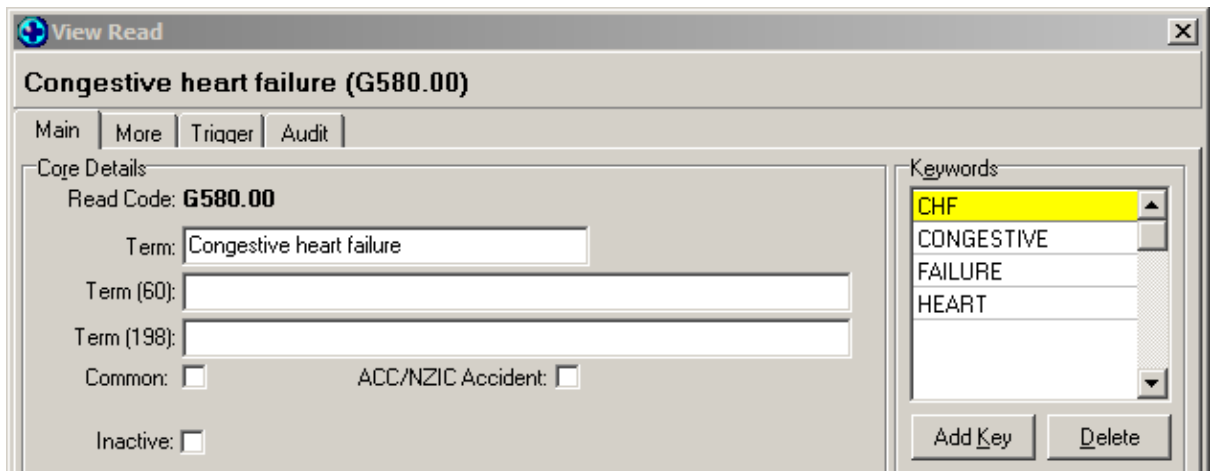 View Read
Congestive heart failure (G580.00)
Main More Trigger Audit
Core Details
Read Code: G580.00
Term: Congestive heart failure
Term (60):
Term (198):
Common: ACC/NZIC Accident:
Inactive:
Keywords
CHF
CONGESTIVE
FAILURE
HEART
Add Key Delete